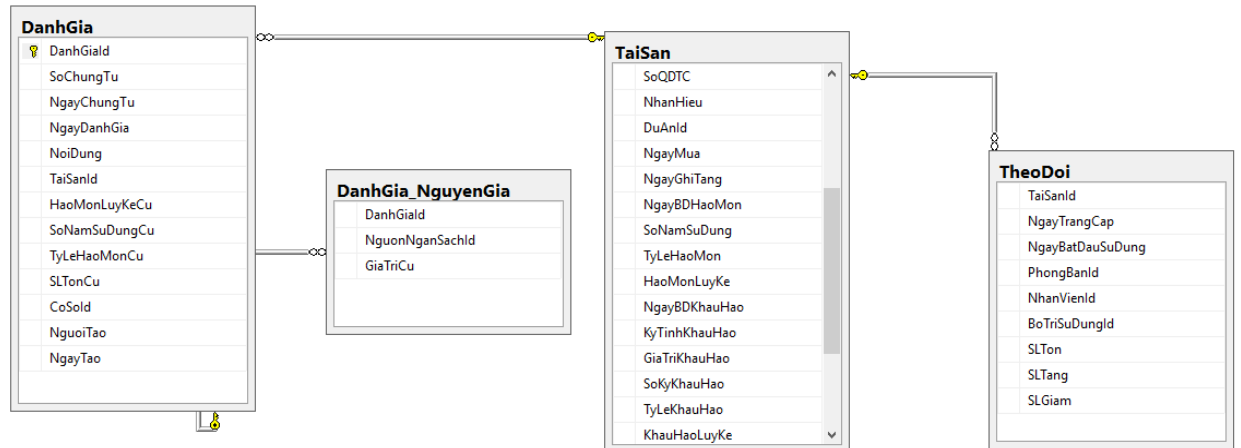 DanhGia
DanhGiaId
SoChungTu
NgayChungTu
NgayDanhGia
NoiDung
TaiSanId
HaoMonLuyKeCu
SoNamSuDungCu
TyLeHaoMonCu
SLTonCu
CoSoId
NguoiTao
NgayTao
DanhGia_NguyenGia
DanhGiaId
NguonNganSachId
GiaTriCu
TaiSan
SoQDTC
NhanHieu
DuAnId
NgayMua
NgayGhiTang
NgayBDHaoMon
SoNamSuDung
TyLeHaoMon
HaoMonLuyKe
NgayBDKhauHao
KyTinhKhauHao
GiaTriKhauHao
SoKyKhauHao
TyLeKhauHao
KhauHaoLuyKe
TheoDoi
TaiSanId
NgayTrangCap
NgayBatDauSuDung
PhongBanId
NhanVienId
BoTriSuDungId
SLTon
SLTang
SLGiam